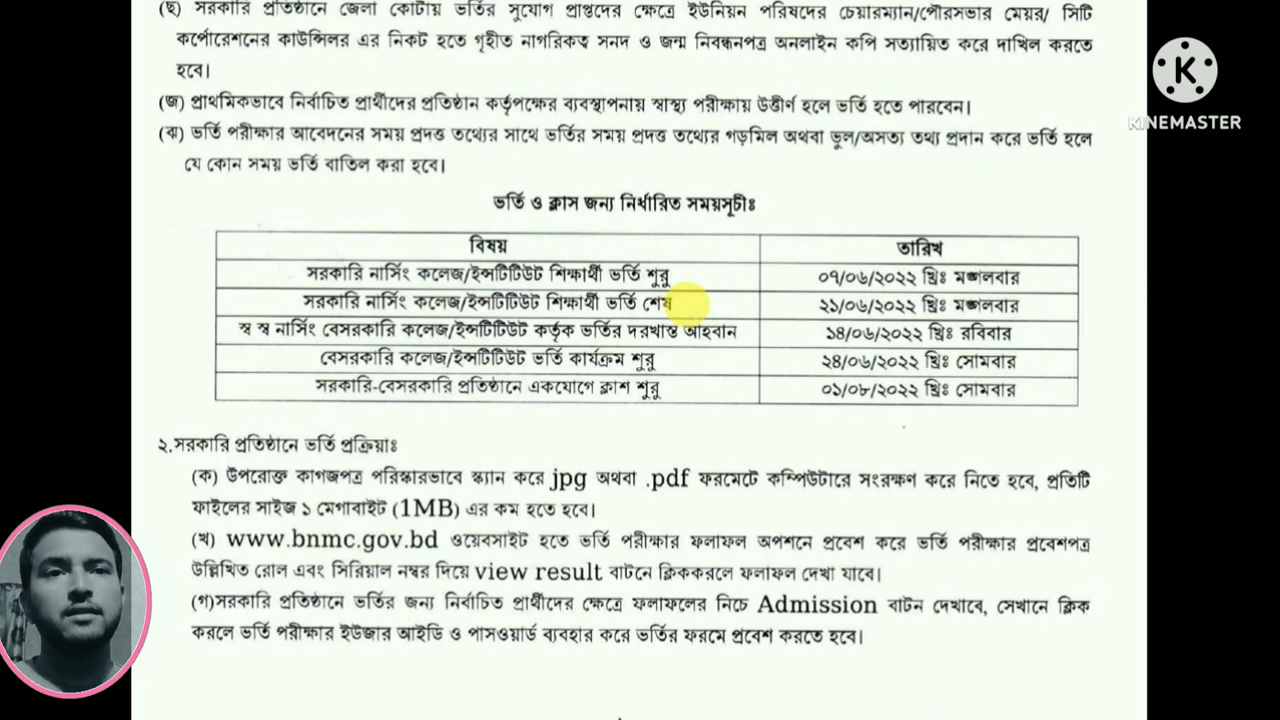 (ছ) সরকারি প্রতিষ্ঠানে জেলা কোটায় ভর্তির সুযোগ প্রাপ্তদের ক্ষেত্রে ইউনিয়ন পরিষদের চেয়ারম্যান/পৌরসভার মেয়র/ সিটি
কর্পোরেশনের কাউন্সিলর এর নিকট হতে গৃহীত নাগরিকত্ব সনদ ও জন্ম নিবন্ধনপত্র অনলাইন কপি সত্যায়িত করে দাখিল করতে
হবে।
(জ) প্রাথমিকভাবে নির্বাচিত প্রার্থীদের প্রতিষ্ঠান কর্তৃপক্ষের ব্যবস্থাপনায় স্বাস্থ্য পরীক্ষায় উত্তীর্ণ হলে ভর্তি হতে পারবেন।
(ঝ) ভর্তি পরীক্ষার আবেদনের সময় প্রদত্ত তথ্যের সাথে ভর্তির সময় প্রদত্ত তথ্যের গড়মিল অথবা ভুল/অসত্য তথ্য প্রদান করে ভর্তি হলে
যে কোন সময় ভর্তি বাতিল করা হবে।
KINEMASTER
ভর্তি ও ক্লাস জন্য নির্ধারিত সময়সূচীঃ
বিষয় তারিখ
সরকারি নার্সিং কলেজ/ইন্সটিটিউট শিক্ষার্থী ভর্তি শুরু ০৭/০৬/২০২২ খ্রিঃ মঙ্গলবার
সরকারি নার্সিং কলেজ/ইন্সটিটিউট শিক্ষার্থী ভর্তি শেষ ২১/০৬/২০২২ খ্রিঃ মঙ্গলবার
স্ব স্ব নার্সিং বেসরকারি কলেজ/ইন্সটিটিউট কর্তৃক ভর্তির দরখাস্ত আহবান ১৪/০৬/২০২২ খ্রিঃ রবিবার
বেসরকারি কলেজ/ইন্সটিটিউট ভর্তি কার্যক্রম শুরু ২৪/০৬/২০২২ খ্রিঃ সোমবার
সরকারি-বেসরকারি প্রতিষ্ঠানে একযোগে ক্লাশ শুরু ০১/০৮/২০২২ খ্রিঃ সোমবার
২.সরকারি প্রতিষ্ঠানে ভর্তি প্রক্রিয়াঃ
(ক) উপরোক্ত কাগজপত্র পরিস্কারভাবে স্ক্যান করে jpg অথবা .pdf ফরমেটে কম্পিউটারে সংরক্ষণ করে নিতে হবে, প্রতিটি
ফাইলের সাইজ ১ মেগাবাইট (1MB) এর কম হতে হবে।
(খ) www.bnmc.gov.bd ওয়েবসাইট হতে ভর্তি পরীক্ষার ফলাফল অপশনে প্রবেশ করে ভর্তি পরীক্ষার প্রবেশপত্র
উল্লিখিত রোল এবং সিরিয়াল নম্বর দিয়ে view result বাটনে ক্লিককরলে ফলাফল দেখা যাবে।
(গ)সরকারি প্রতিষ্ঠানে ভর্তির জন্য নির্বাচিত প্রার্থীদের ক্ষেত্রে ফলাফলের নিচে Admission বাটন দেখাবে, সেখানে ক্লিক
করলে ভর্তি পরীক্ষার ইউজার আইডি ও পাসওয়ার্ড ব্যবহার করে ভর্তির ফরমে প্রবেশ করতে হবে।